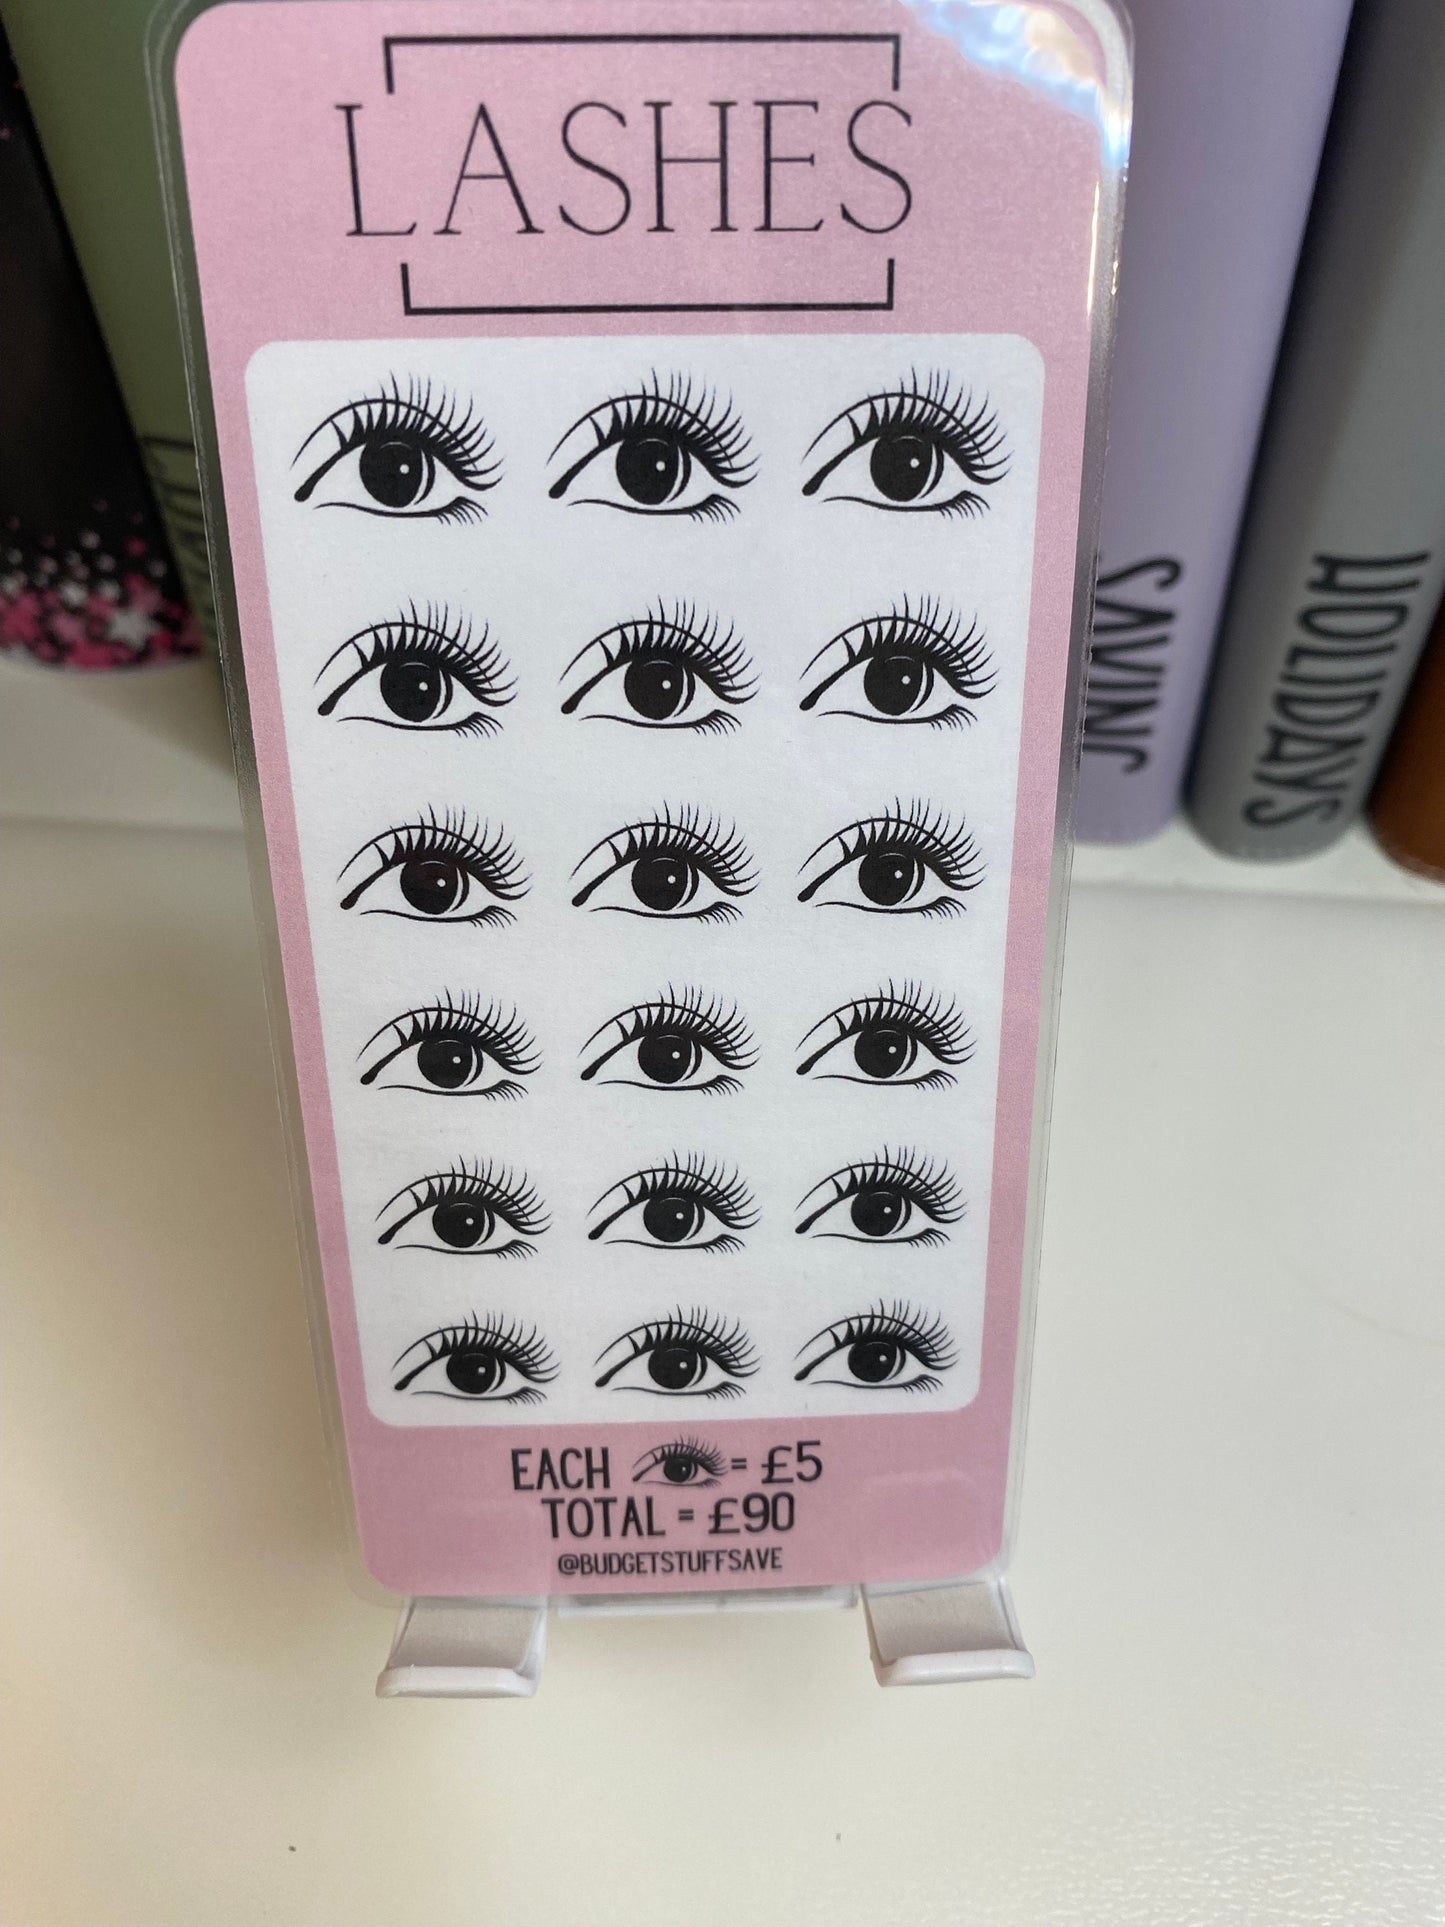 LASHES
EACH = £5
TOTAL = £90
@BUDGETSTUFFSAVE
SAVING
HOLIDAYS